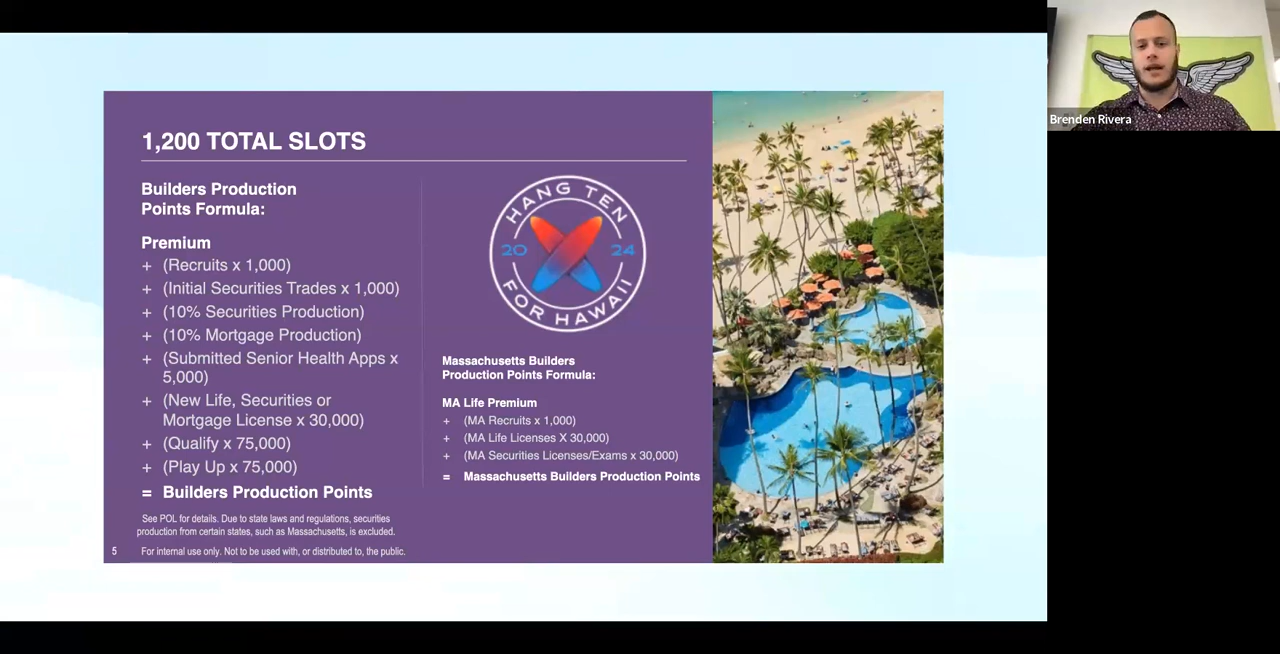 1,200 TOTAL SLOTS
Builders Production
Points Formula:
Premium
+ (Recruits x 1,000)
+ (Initial Securities Trades x 1,000)
+ (10% Securities Production)
+ (10% Mortgage Production)
+ (Submitted Senior Health Apps x
5,000)
+ (New Life, Securities or
Mortgage License x 30,000)
+ (Qualify x 75,000)
+ (Play Up x 75,000)
= Builders Production Points
See POL for details. Due to state laws and regulations, securities
production from certain states, such as Massachusetts, is excluded.
5 For internal use only. Not to be used with, or distributed to, the public.
HANG TEN
20 24
FOR HAWAII
Massachusetts Builders
Production Points Formula:
MA Life Premium
+ (MA Recruits x 1,000)
+ (MA Life Licenses X 30,000)
+ (MA Securities Licenses/Exams x 30,000)
= Massachusetts Builders Production Points
Brenden Rivera